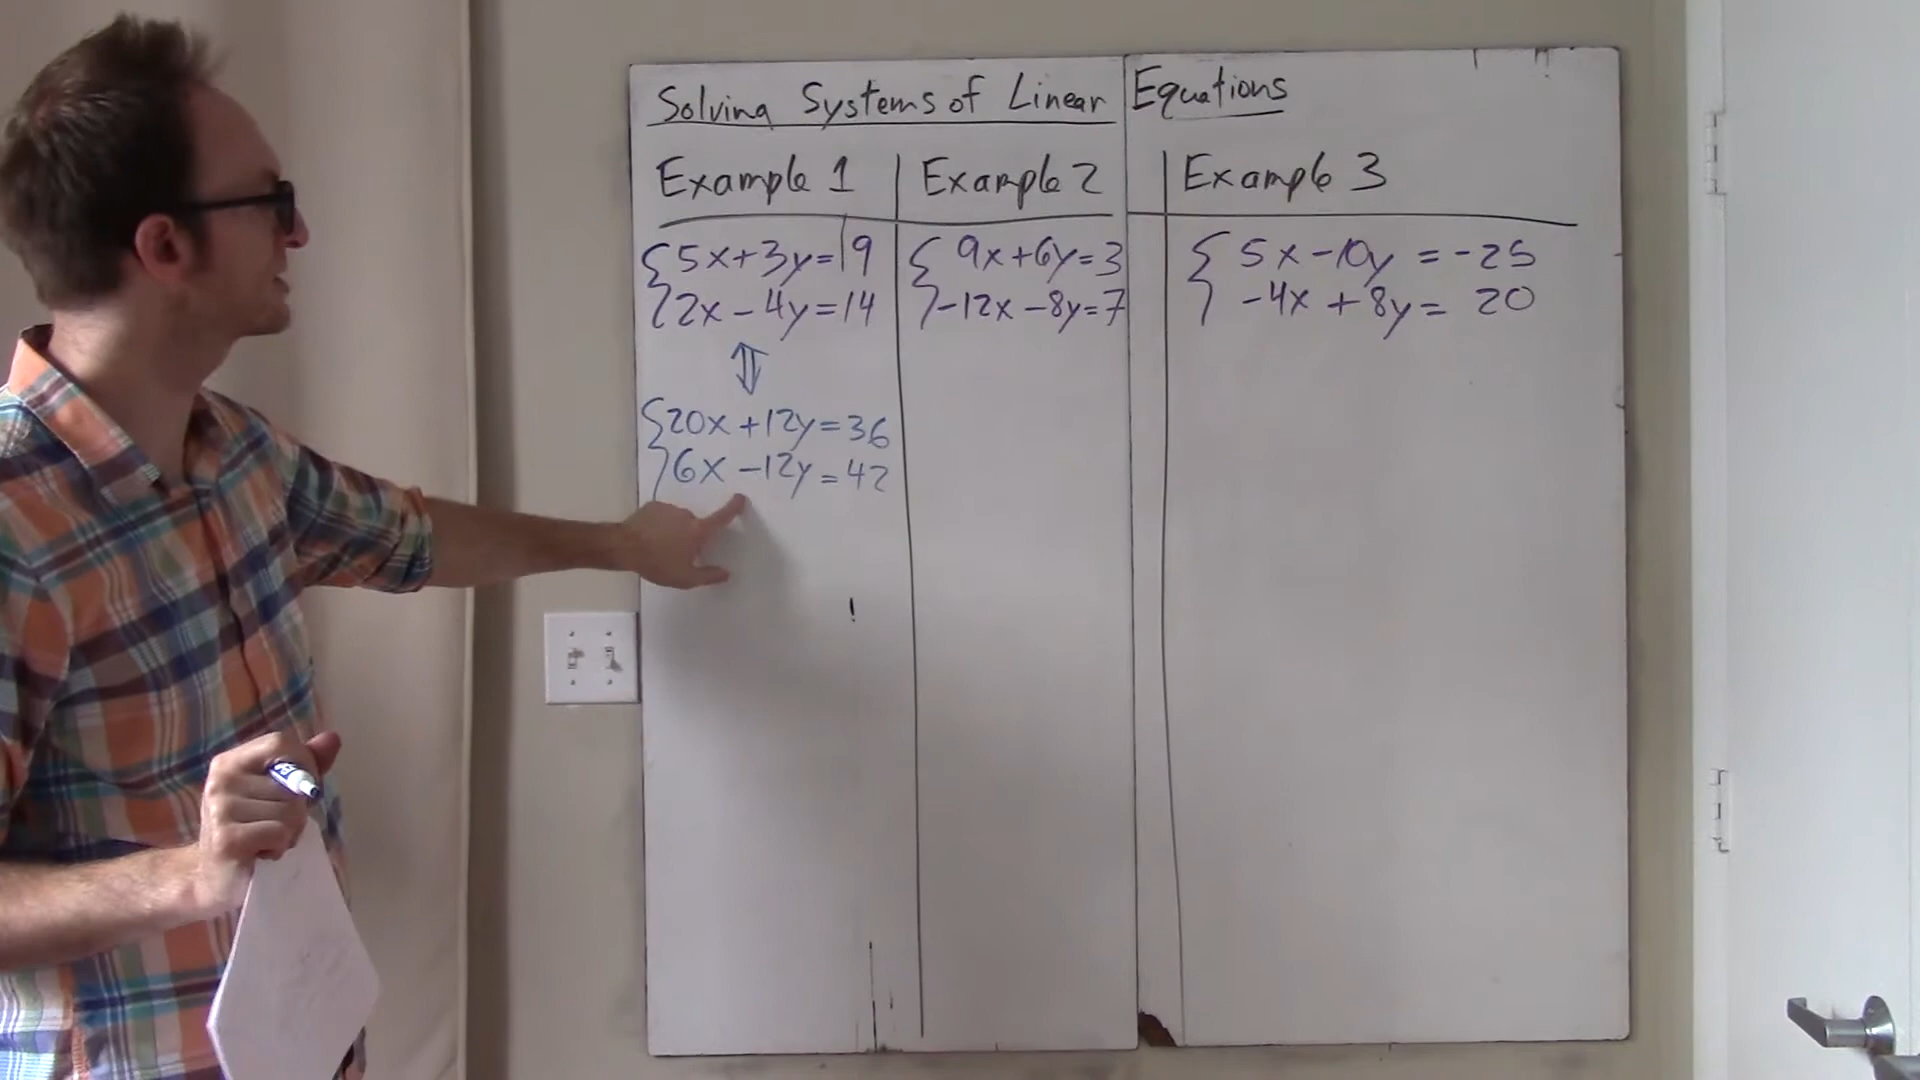 Solving Systems of Linear Equations
Example 1
5x+3y=9
2x-4y=14
⇕
20x+12y=36
6x-12y=42
Example 2
9x+6y=3
-12x-8y=7
Example 3
5x-10y=-25
-4x+8y=20